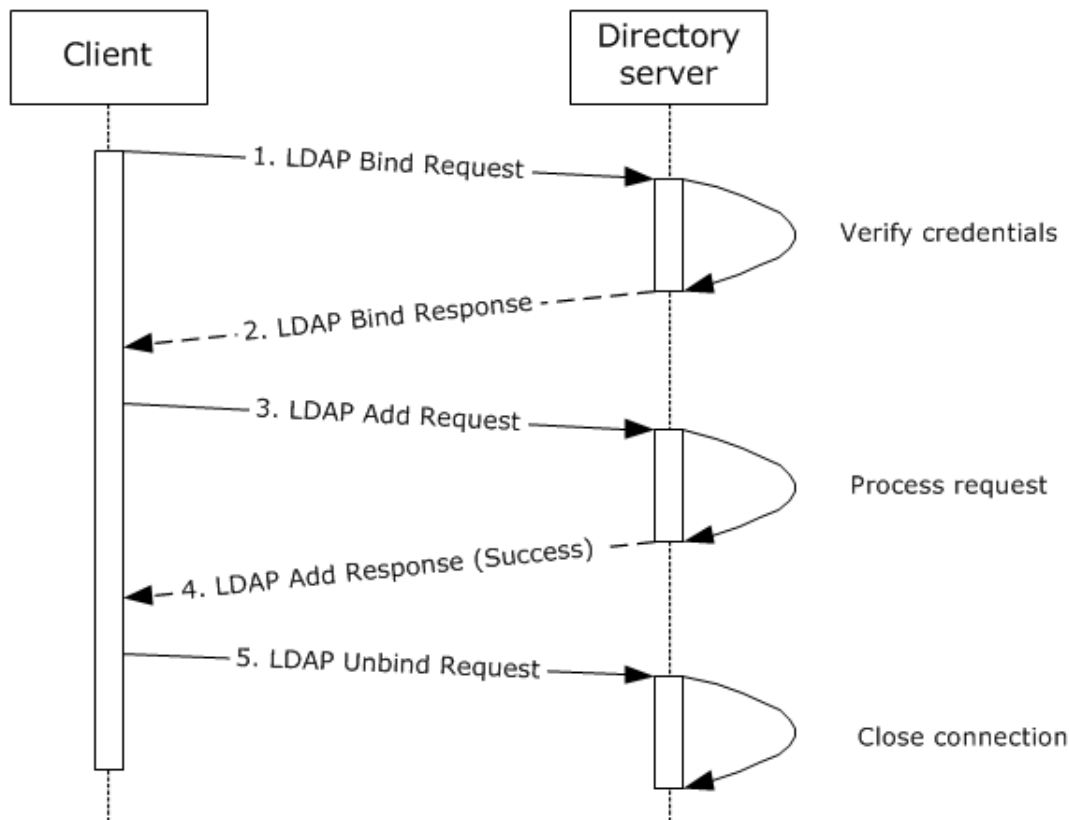 Client
Directory
server
1. LDAP Bind Request
Verify credentials
2. LDAP Bind Response
3. LDAP Add Request
Process request
4. LDAP Add Response (Success)
5. LDAP Unbind Request
Close connection